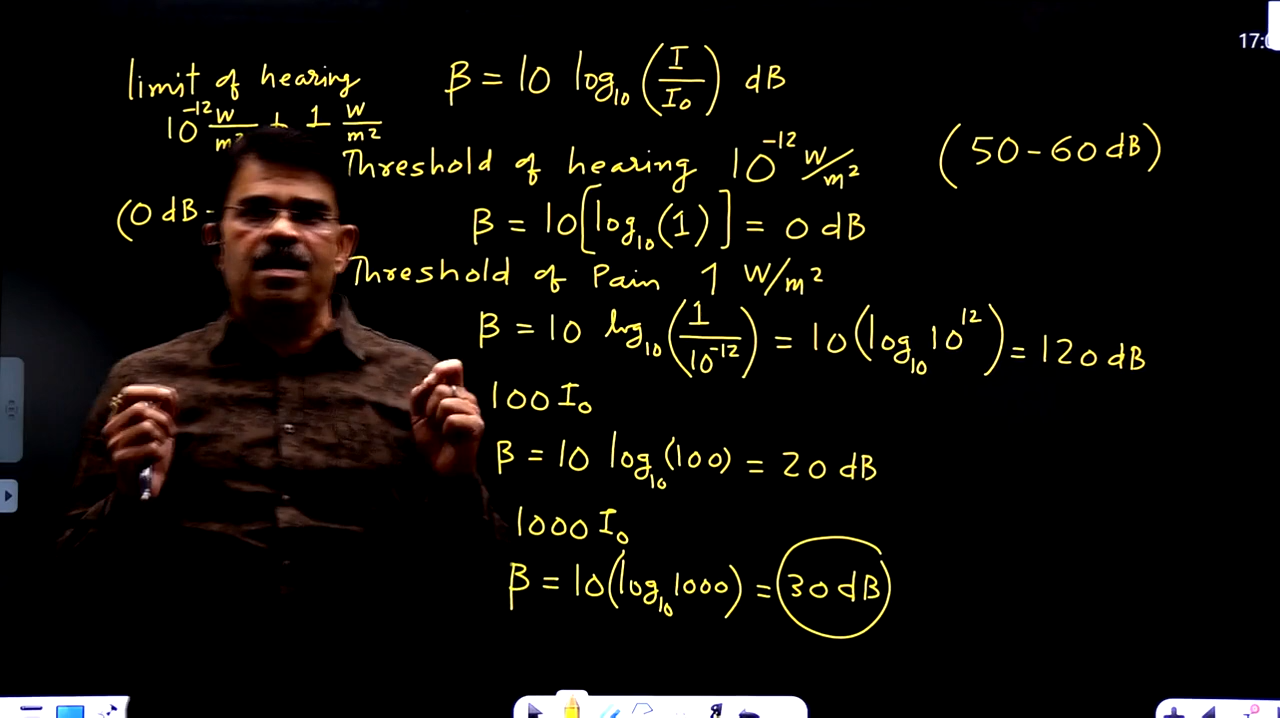 17:0
limit of hearing
10⁻¹² W/m² 1 W/m²
(0 dB -
β = 10 log₁₀ (I/I₀) dB
Threshold of hearing 10⁻¹² W/m²
(50 - 60 dB)
β = 10[log₁₀(1)] = 0 dB
Threshold of Pain 1 W/m²
β = 10 log₁₀(1/10⁻¹²) = 10(log₁₀ 10¹²) = 120 dB
100 I₀
β = 10 log₁₀(100) = 20 dB
1000 I₀
β = 10(log₁₀ 1000) = 30 dB